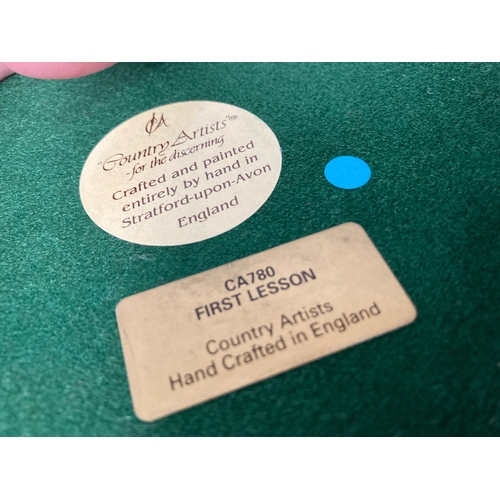 CA
"Country Artists"
-for the discerning
Crafted and painted
entirely by hand in
Stratford-upon-Avon
England
CA780
FIRST LESSON
Country Artists
Hand Crafted in England